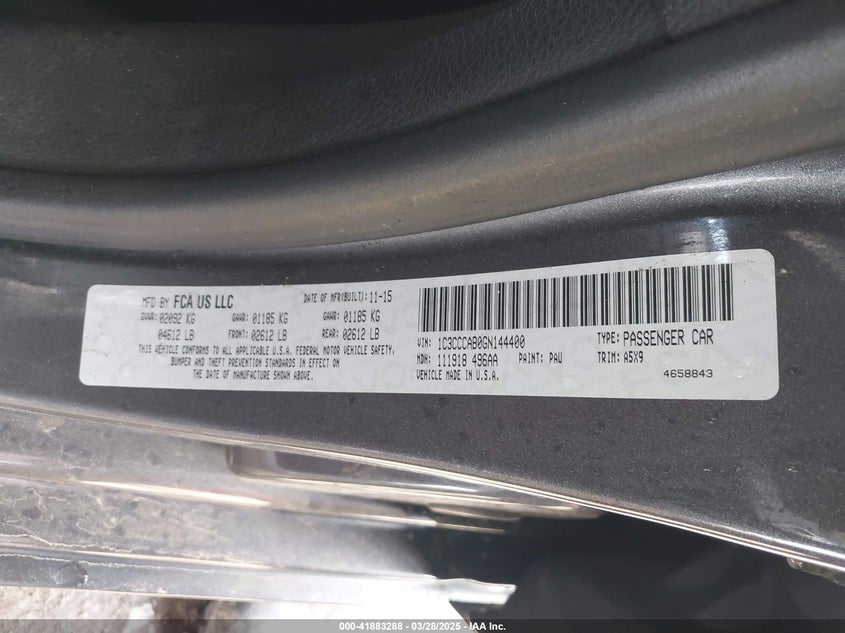 MFD BY FCA US LLC DATE OF MFR(BUILT): 11-15
GVWR: 02092 KG GAWR: 01185 KG GAWR: 01185 KG
04612 LB FRONT: 02612 LB REAR: 02612 LB
THIS VEHICLE CONFORMS TO ALL APPLICABLE U.S.A. FEDERAL MOTOR VEHICLE SAFETY,
BUMPER AND THEFT PREVENTION STANDARDS IN EFFECT ON
THE DATE OF MANUFACTURE SHOWN ABOVE.
VIN: 1C3CCCAB0GN144400 TYPE: PASSENGER CAR
MDH: 111918 496AA PAINT: PAU TRIM: A5X9
VEHICLE MADE IN U.S.A. 4658843
000-41883288 - 03/28/2025 - IAA Inc.